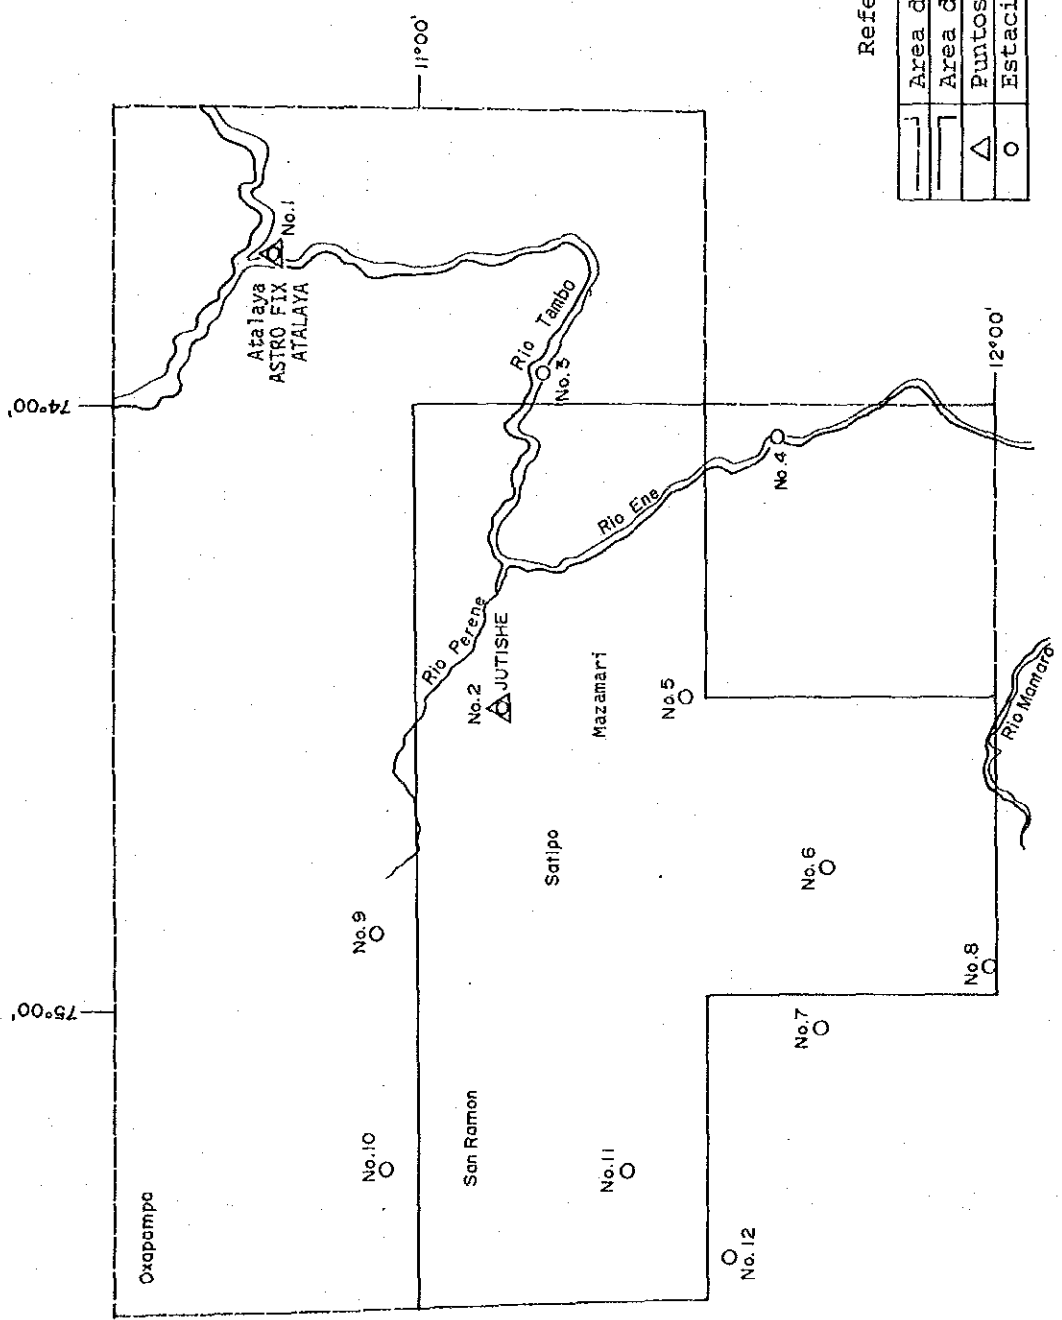 Oxapampa
75°00'
74°00'
11°00'
12°00'
Atalaya
ASTRO FIX
ATALAYA
No.1
Rio Tambo
No. 3
Rio Ene
No.4
Rio Perene
No.2
JUTISHE
Mazamari
No.5
Satipo
No.6
Rio Mantaro
No.9
No.8
No.7
No.10
San Ramon
No.11
No.12
Refe
Area d
Area d
Puntos
Estaci